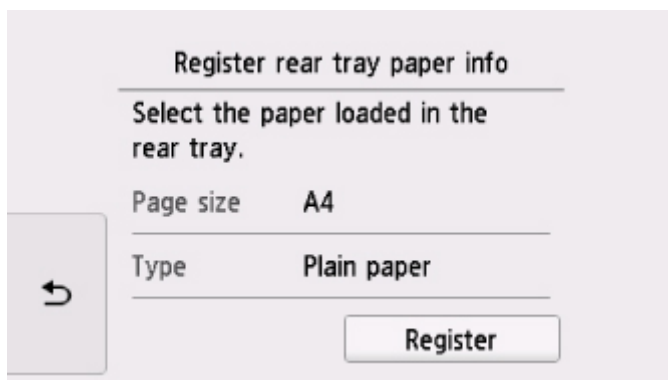 Register rear tray paper info
Select the paper loaded in the
rear tray.
Page size A4
Type Plain paper
Register